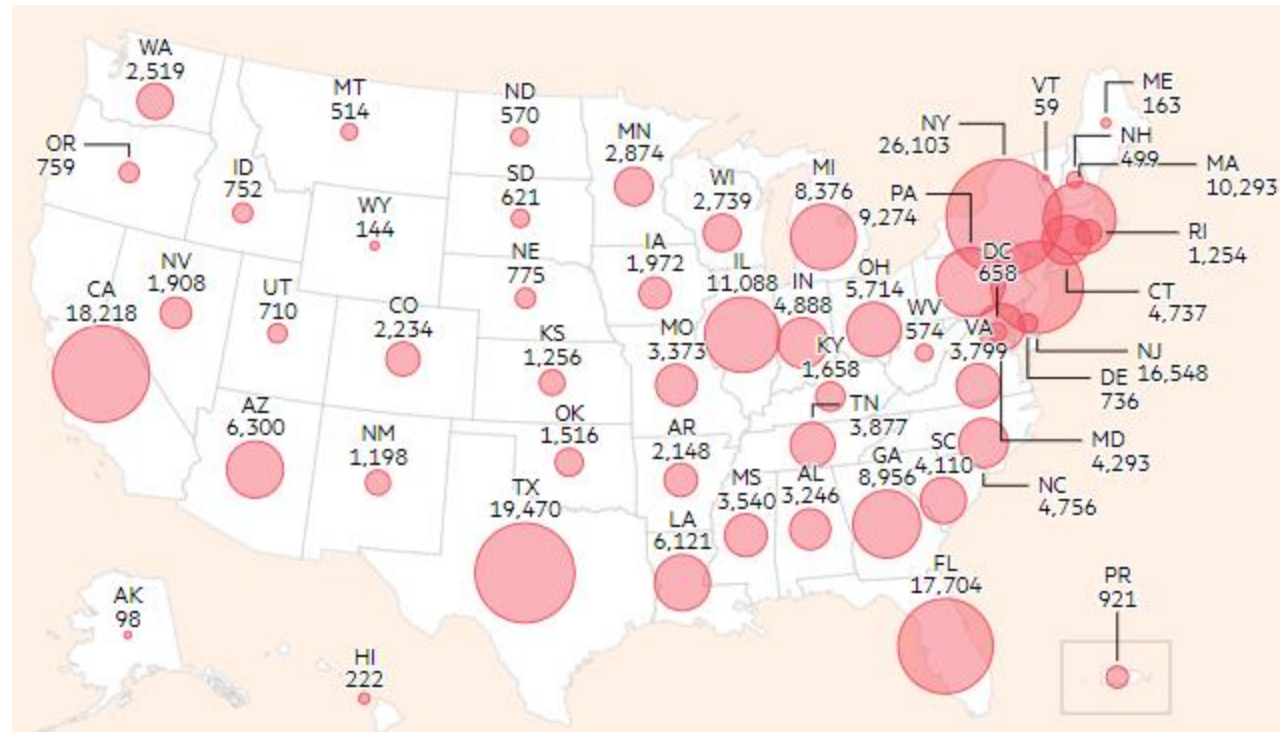 WA
2,519
OR
759
MT
514
ID
752
WY
144
ND
570
SD
621
NE
775
MN
2,874
WI
2,739
MI
8,376
VT
59
ME
163
NY
26,103
NH
499
MA
10,293
PA
9,274
RI
1,254
CT
4,737
NJ
16,548
DE
736
MD
4,293
DC
658
NV
1,908
CA
18,218
UT
710
CO
2,234
IA
1,972
IL
11,088
IN
4,888
OH
5,714
WV
574
VA
3,799
KS
1,256
MO
3,373
KY
1,658
AZ
6,300
NM
1,198
OK
1,516
AR
2,148
TN
3,877
NC
4,756
SC
4,110
GA
8,956
AL
3,246
MS
3,540
TX
19,470
LA
6,121
FL
17,704
AK
98
HI
222
PR
921